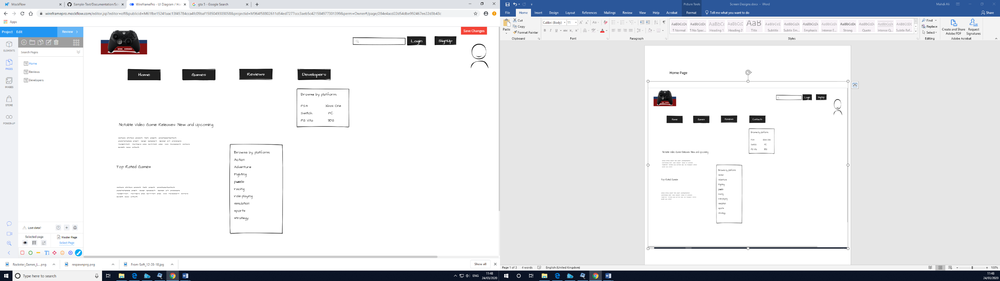 MockFlow
Sample-Text/Documentation/Scr
WireframePro - UI Diagram / Ho
gta 5 - Google Search
wireframepro.mockflow.com/editor.jsp?editor=off&publicid=M61fbe15241aac13f45784cca4fc09baf1585049303058&projectid=M964f58802611d54ed7277ccc3aeb5c421584977301399&perm=Owner#/page/284e4acd22d54dbe992467ee22d3b43c
Apps
Project Edit Review
Save Changes
Login SignUp
ELEMENTS
Search Pages
Home
PAGES
Reviews
Developers
IMAGES
STORE
POWER-UP
Home Games Reviews Developers
Browse by platform
PS4 Xbox One
Switch PC
PS Vita 3DS
Notable Video Game Releases: New and Upcoming
Top Rated Games
Browse by platform
Action
Adventure
Fighting
puzzle
racing
role-playing
simulation
sports
strategy
Lost data?
Selected page Master Page
Select Page
Rockstar_Games_L....png
respawnpng.png
From-Soft_12-28-18.jpg
Show all
Type here to search
ENG
11:48
24/03/2020
Picture Tools
Screen Designs.docx - Word
Mahdi Ali
File Home Insert Design Layout References Mailings Review View Help Acrobat Format Tell me what you want to do Share
Paste
Cut
Copy
Format Painter
Clipboard
Calibri (Body) 11
Font
Paragraph
¶ Normal
¶ No Spac...
Heading 1
Heading 2
Title
Subtitle
Subtle Em...
Emphasis
Intense E...
Strong
Quote
Intense Q...
Subtle Ref...
Styles
Find
Replace
Select
Editing
Create and Share Adobe PDF
Request Signatures
Adobe Acrobat
Home Page
Login SignUp
Home Games Reviews Contacts
Browse by platform
PS4 Xbox One
Switch PC
PS Vita 3DS
Notable Video Game Releases: New and Upcoming
Top Rated Games
Browse by platform
Action
Adventure
Fighting
puzzle
racing
role-playing
simulation
sports
strategy
Page 1 of 3 4 words English (United Kingdom)
100%
11:48
24/03/2020